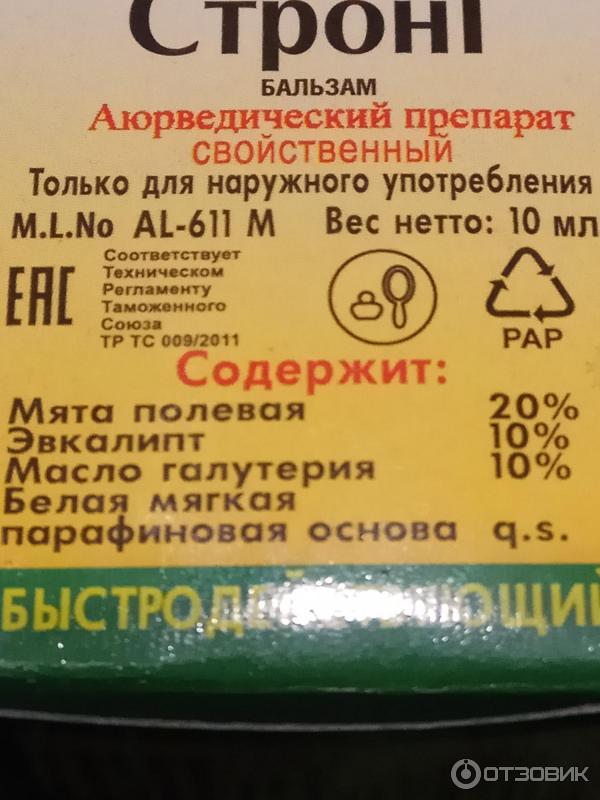 Стронг
БАЛЬЗАМ
Аюрведический препарат
СВОЙСТВЕННЫЙ
Только для наружного употребления
M.L.No AL-611 M Вес нетто: 10 мл
ЕАС
Соответствует
Техническом
Регламенту
Таможенного
Союза
ТР ТС 009/2011
PAP
Содержит:
Мята полевая 20%
Эвкалипт 10%
Масло галутерия 10%
Белая мягкая
парафиновая основа q.s.
ОТЗОВИК